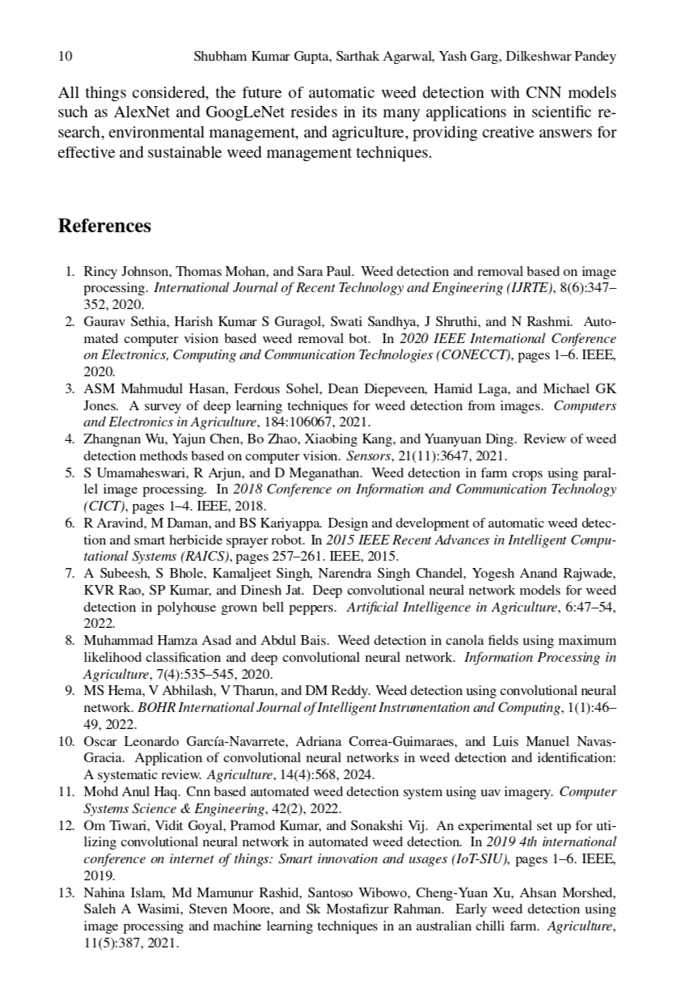 10 Shubham Kumar Gupta, Sarthak Agarwal, Yash Garg, Dilkeshwar Pandey
All things considered, the future of automatic weed detection with CNN models
such as AlexNet and GoogLeNet resides in its many applications in scientific re-
search, environmental management, and agriculture, providing creative answers for
effective and sustainable weed management techniques.
References
1. Rincy Johnson, Thomas Mohan, and Sara Paul. Weed detection and removal based on image
processing. International Journal of Recent Technology and Engineering (IJRTE), 8(6):347–
352, 2020.
2. Gaurav Sethia, Harish Kumar S Guragol, Swati Sandhya, J Shruthi, and N Rashmi. Auto-
mated computer vision based weed removal bot. In 2020 IEEE International Conference
on Electronics, Computing and Communication Technologies (CONECCT), pages 1–6. IEEE,
2020.
3. ASM Mahmudul Hasan, Ferdous Sohel, Dean Diepeveen, Hamid Laga, and Michael GK
Jones. A survey of deep learning techniques for weed detection from images. Computers
and Electronics in Agriculture, 184:106067, 2021.
4. Zhangnan Wu, Yajun Chen, Bo Zhao, Xiaobing Kang, and Yuanyuan Ding. Review of weed
detection methods based on computer vision. Sensors, 21(11):3647, 2021.
5. S Umamaheswari, R Arjun, and D Meganathan. Weed detection in farm crops using paral-
lel image processing. In 2018 Conference on Information and Communication Technology
(CICT), pages 1–4. IEEE, 2018.
6. R Aravind, M Daman, and BS Kariyappa. Design and development of automatic weed detec-
tion and smart herbicide sprayer robot. In 2015 IEEE Recent Advances in Intelligent Compu-
tational Systems (RAICS), pages 257–261. IEEE, 2015.
7. A Subeesh, S Bhole, Kamaljeet Singh, Narendra Singh Chandel, Yogesh Anand Rajwade,
KVR Rao, SP Kumar, and Dinesh Jat. Deep convolutional neural network models for weed
detection in polyhouse grown bell peppers. Artificial Intelligence in Agriculture, 6:47–54,
2022.
8. Muhammad Hamza Asad and Abdul Bais. Weed detection in canola fields using maximum
likelihood classification and deep convolutional neural network. Information Processing in
Agriculture, 7(4):535–545, 2020.
9. MS Hema, V Abhilash, V Tharun, and DM Reddy. Weed detection using convolutional neural
network. BOHR International Journal of Intelligent Instrumentation and Computing, 1(1):46–
49, 2022.
10. Oscar Leonardo García-Navarrete, Adriana Correa-Guimaraes, and Luis Manuel Navas-
Gracia. Application of convolutional neural networks in weed detection and identification:
A systematic review. Agriculture, 14(4):568, 2024.
11. Mohd Anul Haq. Cnn based automated weed detection system using uav imagery. Computer
Systems Science & Engineering, 42(2), 2022.
12. Om Tiwari, Vidit Goyal, Pramod Kumar, and Sonakshi Vij. An experimental set up for uti-
lizing convolutional neural network in automated weed detection. In 2019 4th international
conference on internet of things: Smart innovation and usages (IoT-SIU), pages 1–6. IEEE,
2019.
13. Nahina Islam, Md Mamunur Rashid, Santoso Wibowo, Cheng-Yuan Xu, Ahsan Morshed,
Saleh A Wasimi, Steven Moore, and Sk Mostafizur Rahman. Early weed detection using
image processing and machine learning techniques in an australian chilli farm. Agriculture,
11(5):387, 2021.